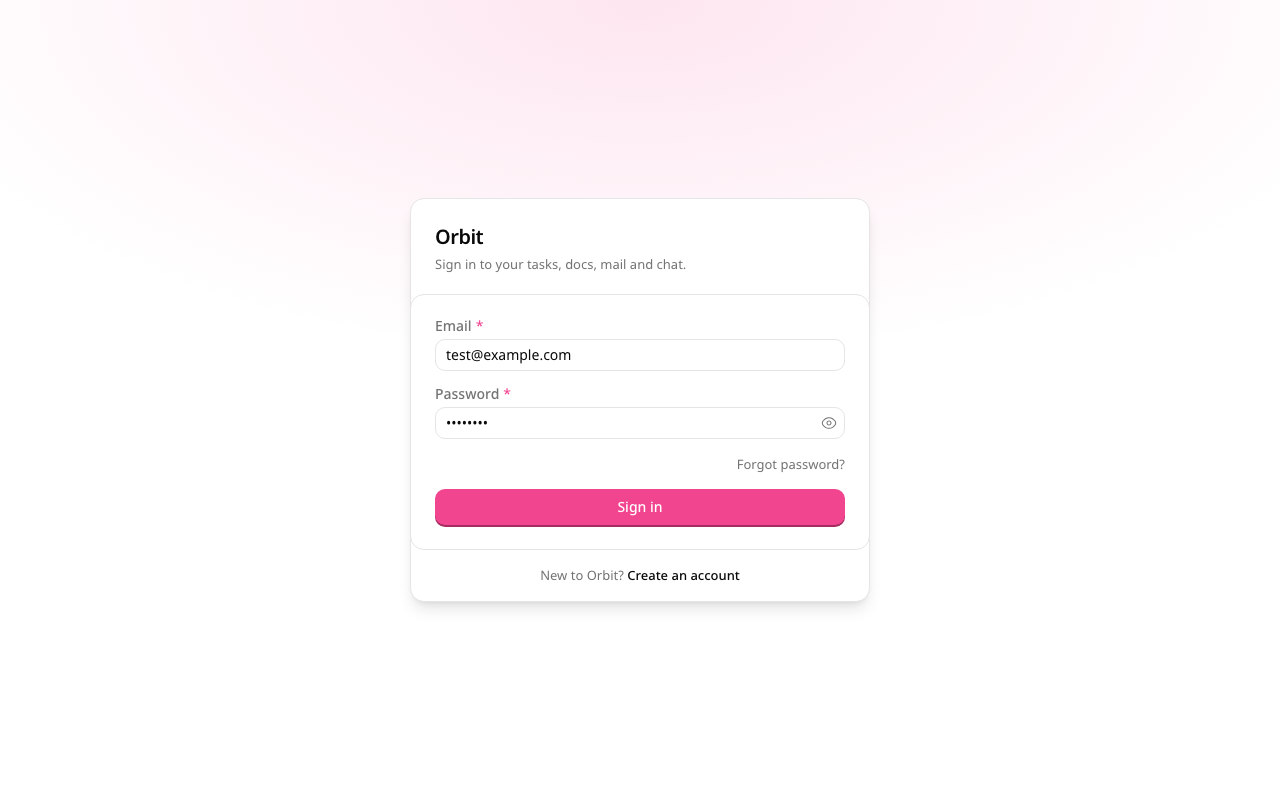 Orbit
Sign in to your tasks, docs, mail and chat.
Email *
test@example.com
Password *
••••••••
Forgot password?
Sign in
New to Orbit? Create an account